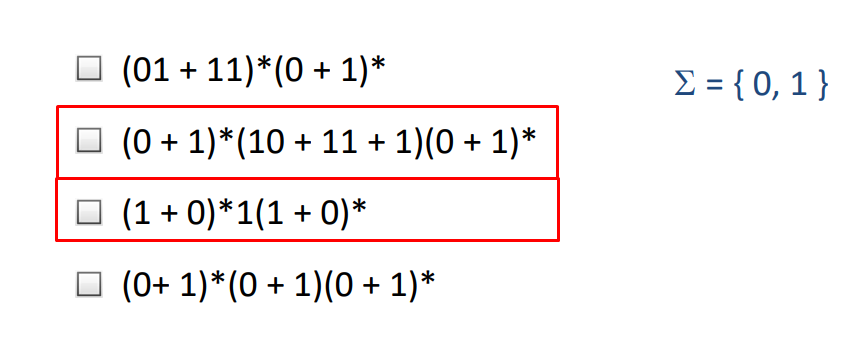 (01 + 11)*(0 + 1)*
Σ = { 0, 1 }
(0 + 1)*(10 + 11 + 1)(0 + 1)*
(1 + 0)*1(1 + 0)*
(0+ 1)*(0 + 1)(0 + 1)*